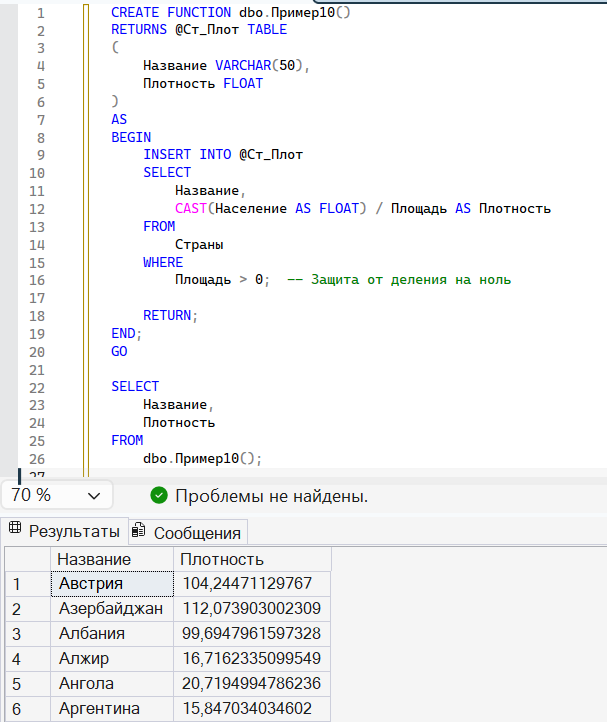 1 CREATE FUNCTION dbo.Пример10()
2 RETURNS @Ст_Плот TABLE
3 (
4 Название VARCHAR(50),
5 Плотность FLOAT
6 )
7 AS
8 BEGIN
9 INSERT INTO @Ст_Плот
10 SELECT
11 Название,
12 CAST(Население AS FLOAT) / Площадь AS Плотность
13 FROM
14 Страны
15 WHERE
16 Площадь > 0; -- Защита от деления на ноль
17
18 RETURN;
19 END;
20 GO
21
22 SELECT
23 Название,
24 Плотность
25 FROM
26 dbo.Пример10();
27
70 % Проблемы не найдены.
Результаты Сообщения
Название Плотность
1 Австрия 104,24471129767
2 Азербайджан 112,073903002309
3 Албания 99,6947961597328
4 Алжир 16,7162335099549
5 Ангола 20,7194994786236
6 Аргентина 15,847034034602